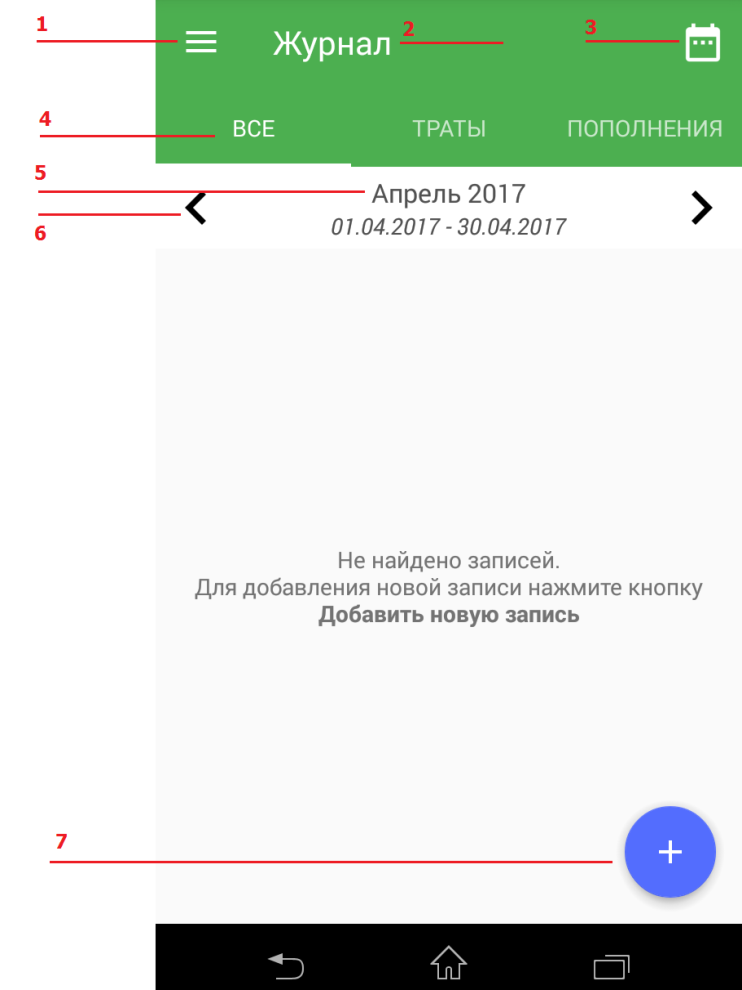 1
Журнал
2
3
4
ВСЕ
ТРАТЫ
ПОПОЛНЕНИЯ
5
Апрель 2017
6
01.04.2017 - 30.04.2017
Не найдено записей.
Для добавления новой записи нажмите кнопку
Добавить новую запись
7